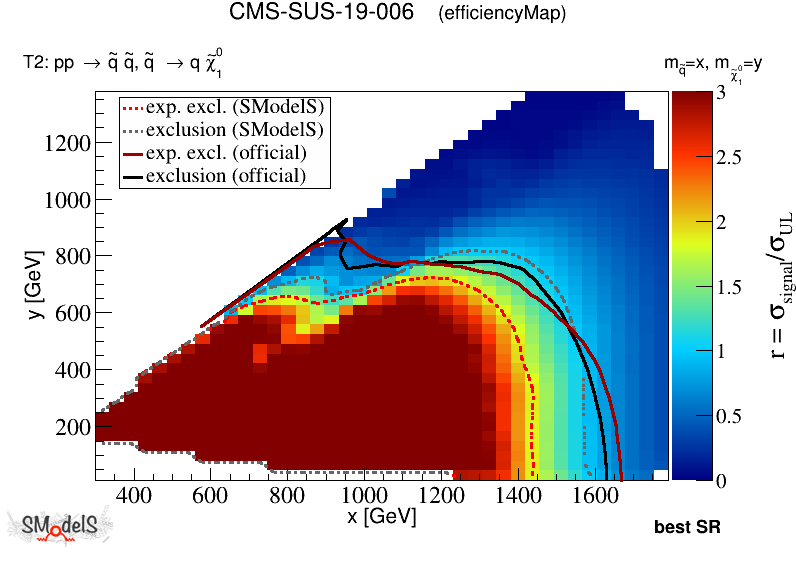 CMS-SUS-19-006 (efficiencyMap)
T2: pp → q̃ q̃, q̃ → q χ̃₁⁰
m_q̃=x, m_χ̃₁⁰=y
exp. excl. (SModelS)
exclusion (SModelS)
exp. excl. (official)
exclusion (official)
1200
1000
800
600
400
200
y [GeV]
400 600 800 1000 1200 1400 1600
x [GeV]
3
2.5
2
1.5
1
0.5
0
r = σ_signal/σ_UL
SModelS
best SR